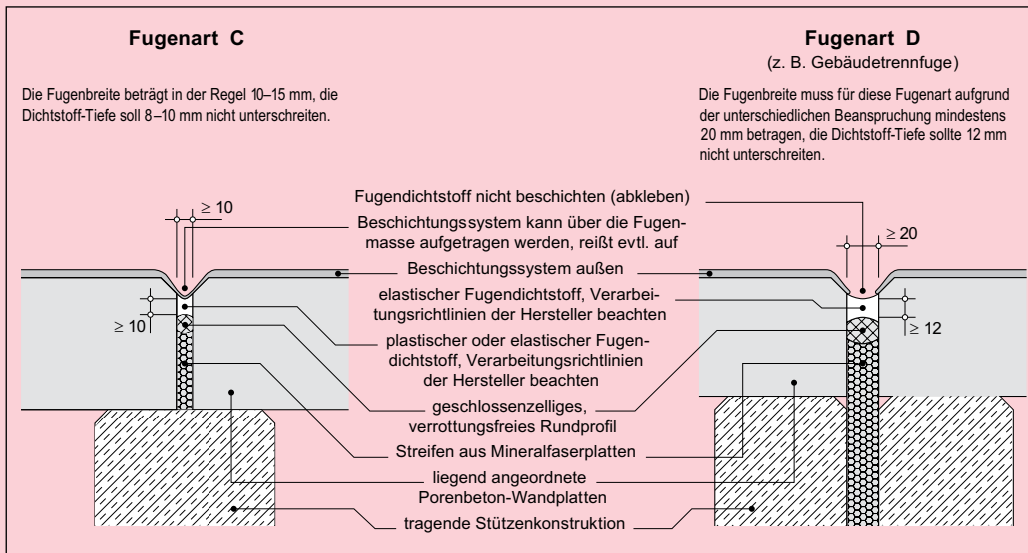 Fugenart C
Die Fugenbreite beträgt in der Regel 10–15 mm, die
Dichtstoff-Tiefe soll 8–10 mm nicht unterschreiten.
Fugenart D
(z. B. Gebäudetrennfuge)
Die Fugenbreite muss für diese Fugenart aufgrund
der unterschiedlichen Beanspruchung mindestens
20 mm betragen, die Dichtstoff-Tiefe sollte 12 mm
nicht unterschreiten.
Fugendichtstoff nicht beschichten (abkleben)
≥ 10
Beschichtungssystem kann über die Fugen-
masse aufgetragen werden, reißt evtl. auf
≥ 20
Beschichtungssystem außen
elastischer Fugendichtstoff, Verarbei-
tungsrichtlinien der Hersteller beachten
≥ 10
≥ 12
plastischer oder elastischer Fugen-
dichtstoff, Verarbeitungsrichtlinien
der Hersteller beachten
geschlossenzelliges,
verrottungsfreies Rundprofil
Streifen aus Mineralfaserplatten
liegend angeordnete
Porenbeton-Wandplatten
tragende Stützenkonstruktion